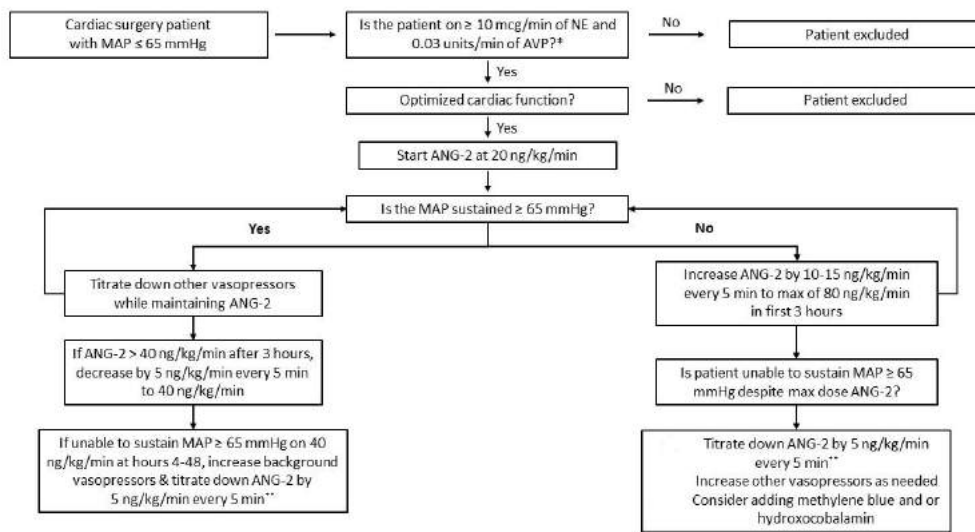 Cardiac surgery patient
with MAP ≤ 65 mmHg
Is the patient on ≥ 10 mcg/min of NE and
0.03 units/min of AVP?*
No
Patient excluded
Yes
Optimized cardiac function?
No
Patient excluded
Yes
Start ANG-2 at 20 ng/kg/min
Is the MAP sustained ≥ 65 mmHg?
Yes
No
Titrate down other vasopressors
while maintaining ANG-2
If ANG-2 > 40 ng/kg/min after 3 hours,
decrease by 5 ng/kg/min every 5 min
to 40 ng/kg/min
If unable to sustain MAP ≥ 65 mmHg on 40
ng/kg/min at hours 4-48, increase background
vasopressors & titrate down ANG-2 by
5 ng/kg/min every 5 min**
Increase ANG-2 by 10-15 ng/kg/min
every 5 min to max of 80 ng/kg/min
in first 3 hours
Is patient unable to sustain MAP ≥ 65
mmHg despite max dose ANG-2?
Titrate down ANG-2 by 5 ng/kg/min
every 5 min**
Increase other vasopressors as needed
Consider adding methylene blue and or
hydroxocobalamin